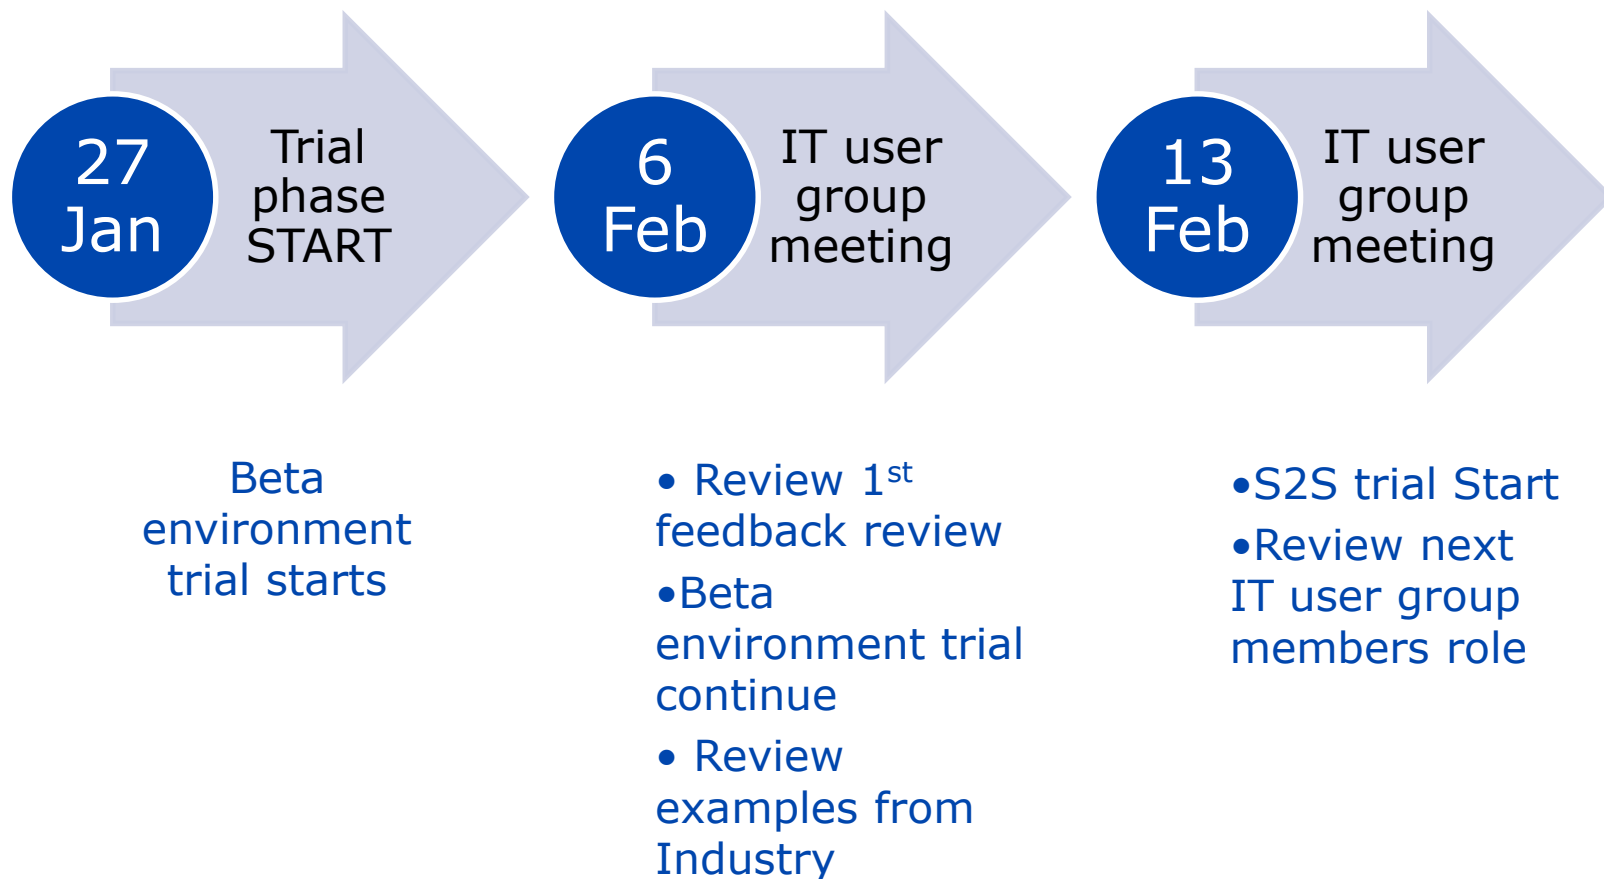 27
Jan
Trial
phase
START
6
Feb
IT user
group
meeting
13
Feb
IT user
group
meeting
Beta
environment
trial starts
• Review 1st
feedback review
•Beta
environment trial
continue
• Review
examples from
Industry
•S2S trial Start
•Review next
IT user group
members role